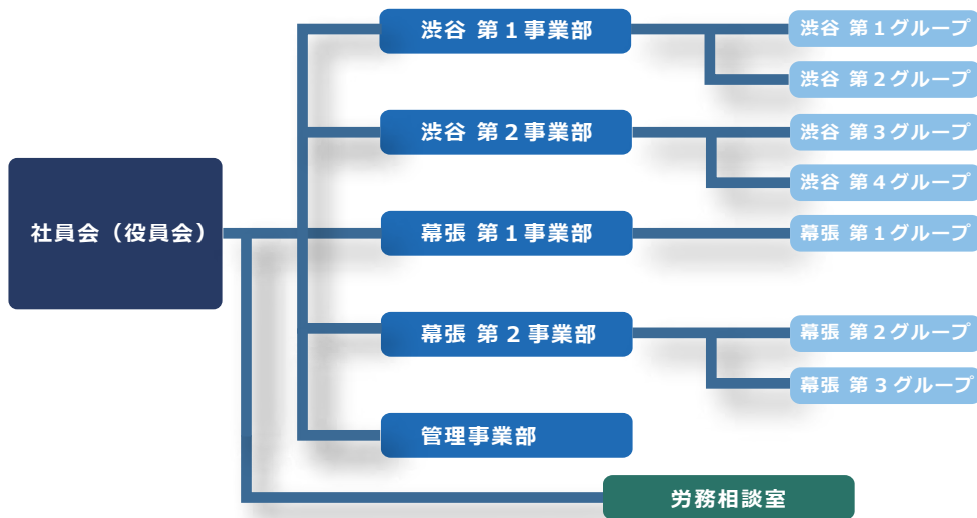 社員会（役員会）
渋谷 第１事業部
渋谷 第１グループ
渋谷 第２グループ
渋谷 第２事業部
渋谷 第３グループ
渋谷 第４グループ
幕張 第１事業部
幕張 第１グループ
幕張 第２事業部
幕張 第２グループ
幕張 第３グループ
管理事業部
労務相談室